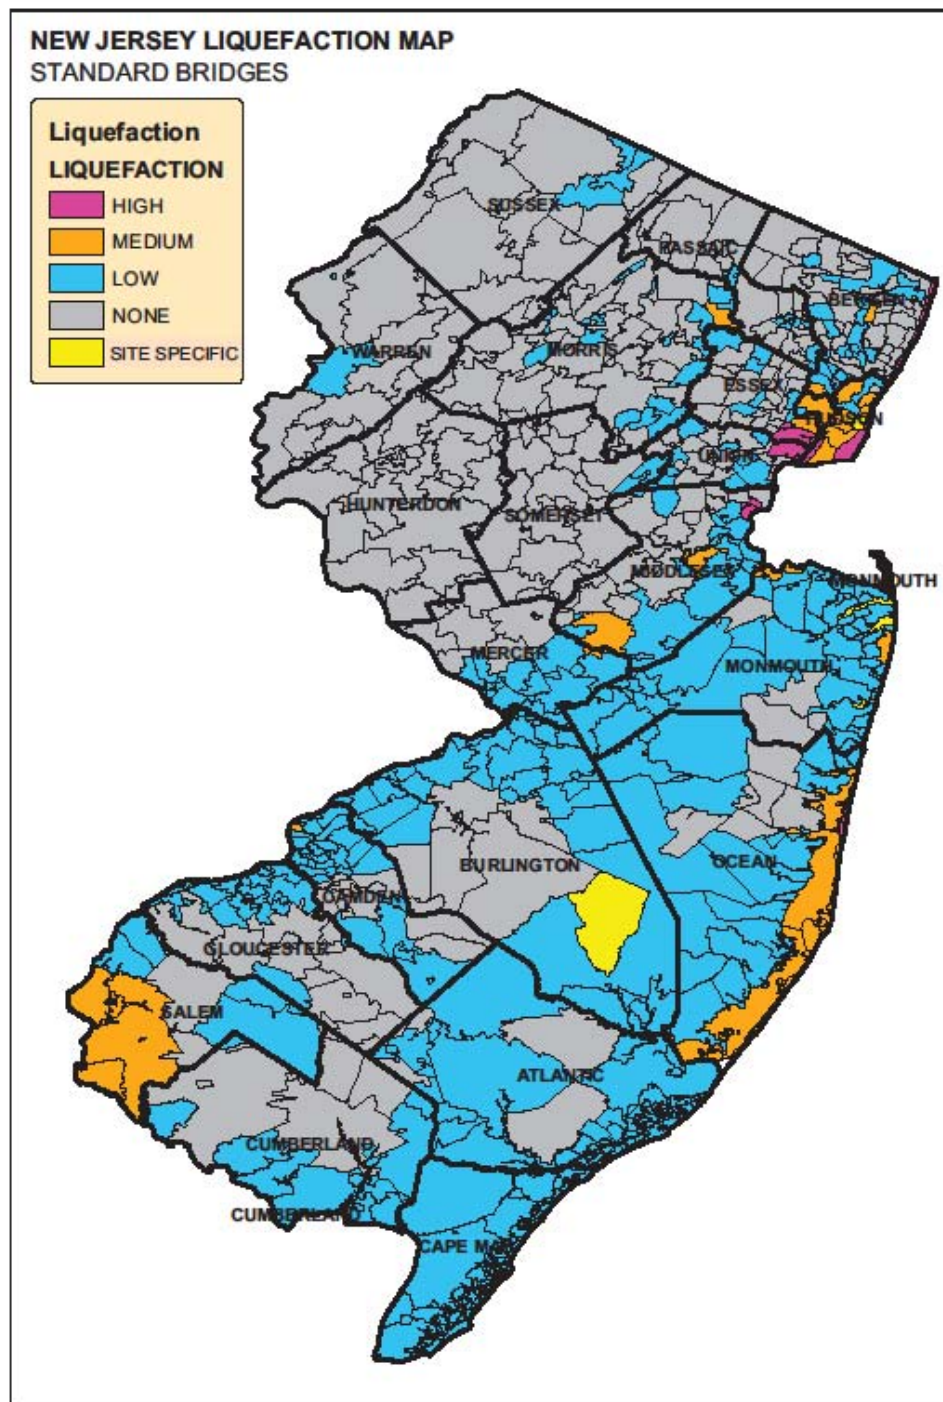 NEW JERSEY LIQUEFACTION MAP
STANDARD BRIDGES
Liquefaction
LIQUEFACTION
HIGH
MEDIUM
LOW
NONE
SITE SPECIFIC
SUSSEX
PASSAIC
BERGEN
WARREN
MORRIS
ESSEX
HUDSON
UNION
HUNTERDON
SOMERSET
MIDDLESEX
MONMOUTH
MERCER
MONMOUTH
BURLINGTON
OCEAN
CAMDEN
GLOUCESTER
SALEM
ATLANTIC
CUMBERLAND
CUMBERLAND
CAPE MAY